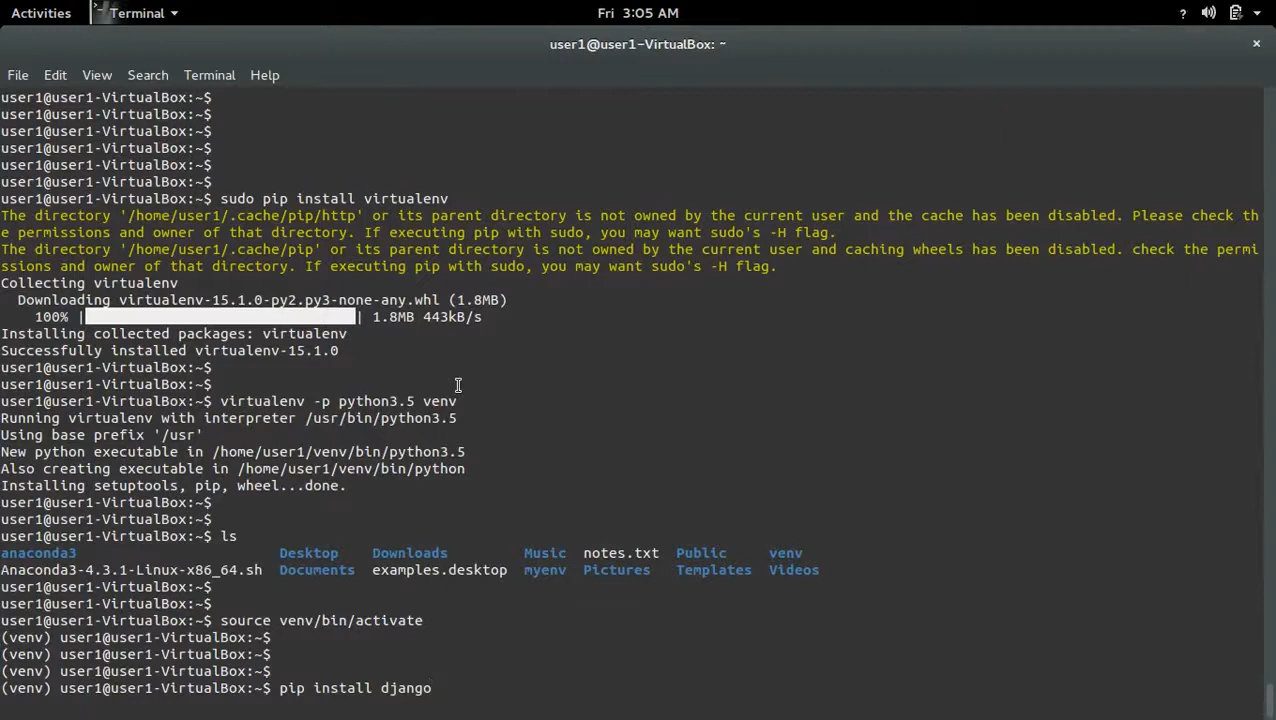 Activities Terminal Fri 3:05 AM ?
user1@user1-VirtualBox: ~ ×
File Edit View Search Terminal Help
user1@user1-VirtualBox:~$
user1@user1-VirtualBox:~$
user1@user1-VirtualBox:~$
user1@user1-VirtualBox:~$
user1@user1-VirtualBox:~$
user1@user1-VirtualBox:~$
user1@user1-VirtualBox:~$ sudo pip install virtualenv
The directory '/home/user1/.cache/pip/http' or its parent directory is not owned by the current user and the cache has been disabled. Please check th
e permissions and owner of that directory. If executing pip with sudo, you may want sudo's -H flag.
The directory '/home/user1/.cache/pip' or its parent directory is not owned by the current user and caching wheels has been disabled. check the permi
ssions and owner of that directory. If executing pip with sudo, you may want sudo's -H flag.
Collecting virtualenv
  Downloading virtualenv-15.1.0-py2.py3-none-any.whl (1.8MB)
    100% |████████████████████████████████| 1.8MB 443kB/s
Installing collected packages: virtualenv
Successfully installed virtualenv-15.1.0
user1@user1-VirtualBox:~$
user1@user1-VirtualBox:~$
user1@user1-VirtualBox:~$ virtualenv -p python3.5 venv
Running virtualenv with interpreter /usr/bin/python3.5
Using base prefix '/usr'
New python executable in /home/user1/venv/bin/python3.5
Also creating executable in /home/user1/venv/bin/python
Installing setuptools, pip, wheel...done.
user1@user1-VirtualBox:~$
user1@user1-VirtualBox:~$
user1@user1-VirtualBox:~$ ls
anaconda3 Desktop Downloads Music notes.txt Public venv
Anaconda3-4.3.1-Linux-x86_64.sh Documents examples.desktop myenv Pictures Templates Videos
user1@user1-VirtualBox:~$
user1@user1-VirtualBox:~$
user1@user1-VirtualBox:~$ source venv/bin/activate
(venv) user1@user1-VirtualBox:~$
(venv) user1@user1-VirtualBox:~$
(venv) user1@user1-VirtualBox:~$
(venv) user1@user1-VirtualBox:~$ pip install django